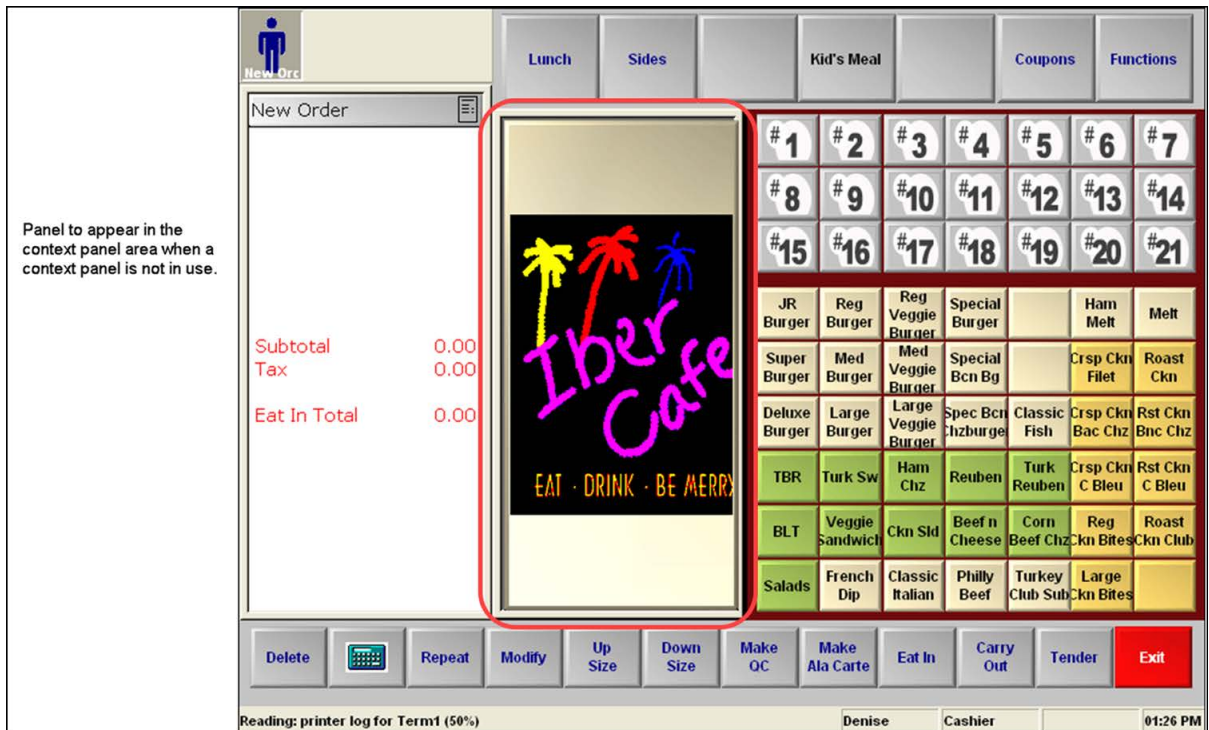 Panel to appear in the
context panel area when a
context panel is not in use.
New Orc
Lunch
Sides
Kid's Meal
Coupons
Functions
New Order
Subtotal 0.00
Tax 0.00
Eat In Total 0.00
Iber
Cafe
EAT · DRINK · BE MERRY
#1 #2 #3 #4 #5 #6 #7
#8 #9 #10 #11 #12 #13 #14
#15 #16 #17 #18 #19 #20 #21
JR
Burger
Reg
Burger
Reg
Veggie
Burger
Special
Burger
Ham
Melt
Melt
Super
Burger
Med
Burger
Med
Veggie
Burger
Special
Bcn Bg
Crsp Ckn
Filet
Roast
Ckn
Deluxe
Burger
Large
Burger
Large
Veggie
Burger
Spec Bcn
Chzburger
Classic
Fish
Crsp Ckn
Bac Chz
Rst Ckn
Bnc Chz
TBR
Turk Sw
Ham
Chz
Reuben
Turk
Reuben
Crsp Ckn
C Bleu
Rst Ckn
C Bleu
BLT
Veggie
Sandwich
Ckn Sld
Beef n
Cheese
Corn
Beef Chz
Reg
Ckn Bites
Roast
Ckn Club
Salads
French
Dip
Classic
Italian
Philly
Beef
Turkey
Club Sub
Large
Ckn Bites
Delete
Repeat
Modify
Up
Size
Down
Size
Make
QC
Make
Ala Carte
Eat In
Carry
Out
Tender
Exit
Reading: printer log for Term1 (50%)
Denise
Cashier
01:26 PM